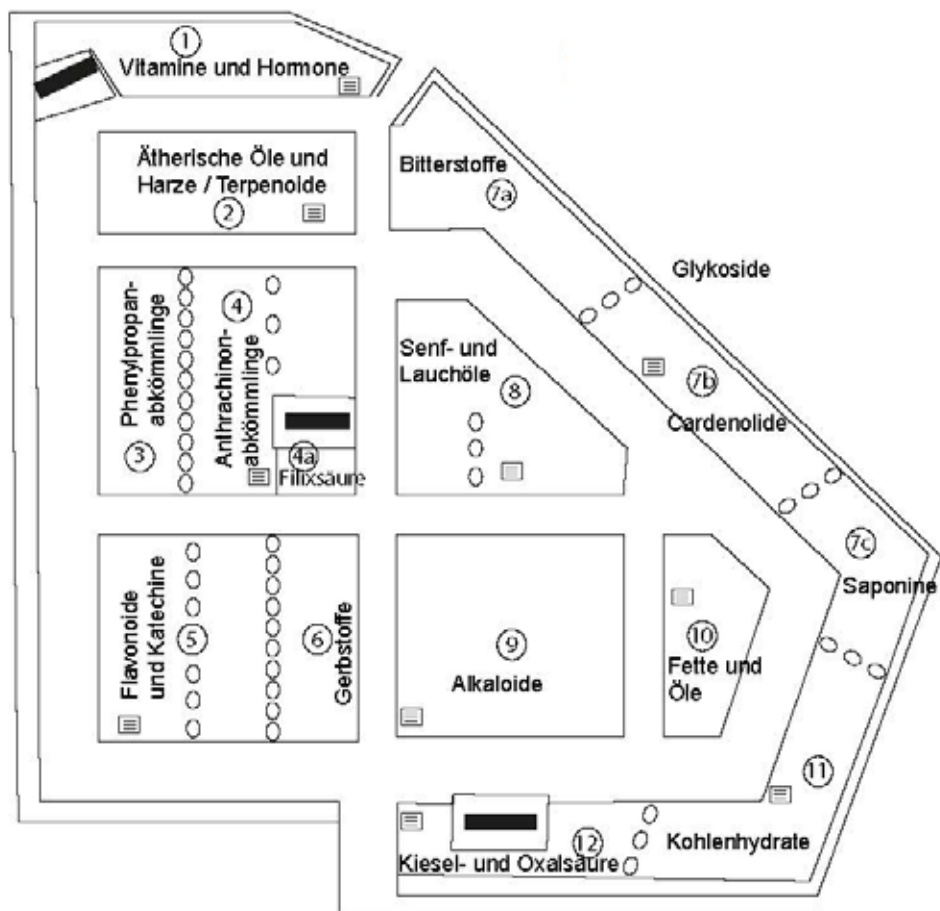 1
Vitamine und Hormone
Ätherische Öle und
Harze / Terpenoide
2
Bitterstoffe
7a
Glykoside
7b
Cardenolide
7c
Saponine
Phenylpropan-
abkömmlinge
3
4
Anthrachinon-
abkömmlinge
4a
Filixsäure
Senf- und
Lauchöle
8
Flavonoide
und Katechine
5
6
Gerbstoffe
9
Alkaloide
10
Fette und
Öle
11
Kohlenhydrate
12
Kiesel- und Oxalsäure